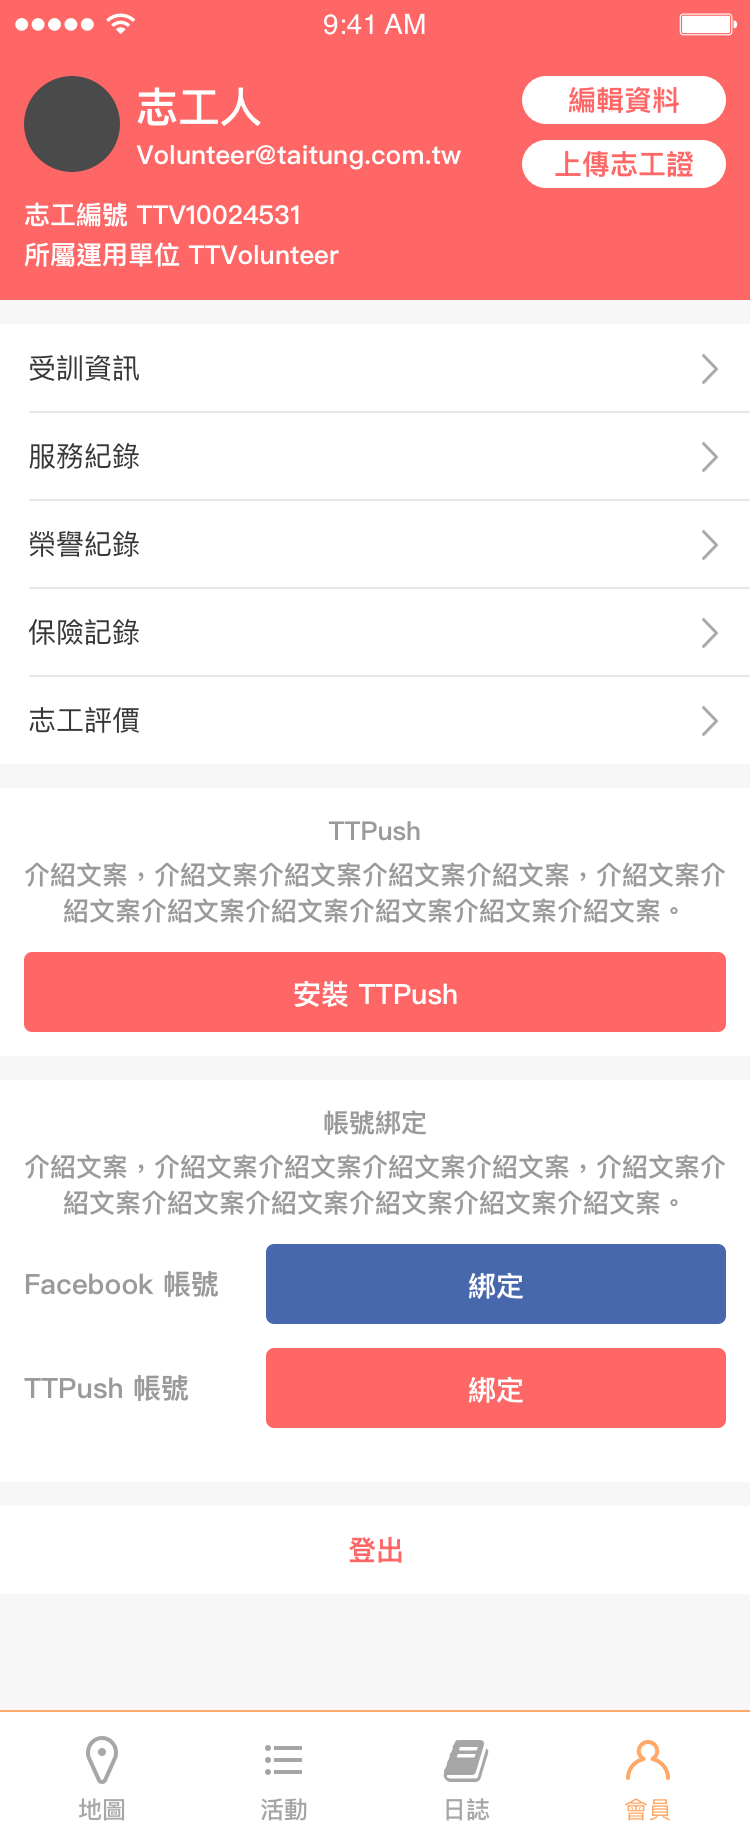 9:41 AM
志工人
Volunteer@taitung.com.tw
編輯資料
上傳志工證
志工編號 TTV10024531
所屬運用單位 TTVolunteer
受訓資訊
服務紀錄
榮譽紀錄
保險記錄
志工評價
TTPush
介紹文案，介紹文案介紹文案介紹文案介紹文案，介紹文案介
紹文案介紹文案介紹文案介紹文案介紹文案介紹文案。
安裝 TTPush
帳號綁定
介紹文案，介紹文案介紹文案介紹文案介紹文案，介紹文案介
紹文案介紹文案介紹文案介紹文案介紹文案介紹文案。
Facebook 帳號
綁定
TTPush 帳號
綁定
登出
地圖
活動
日誌
會員